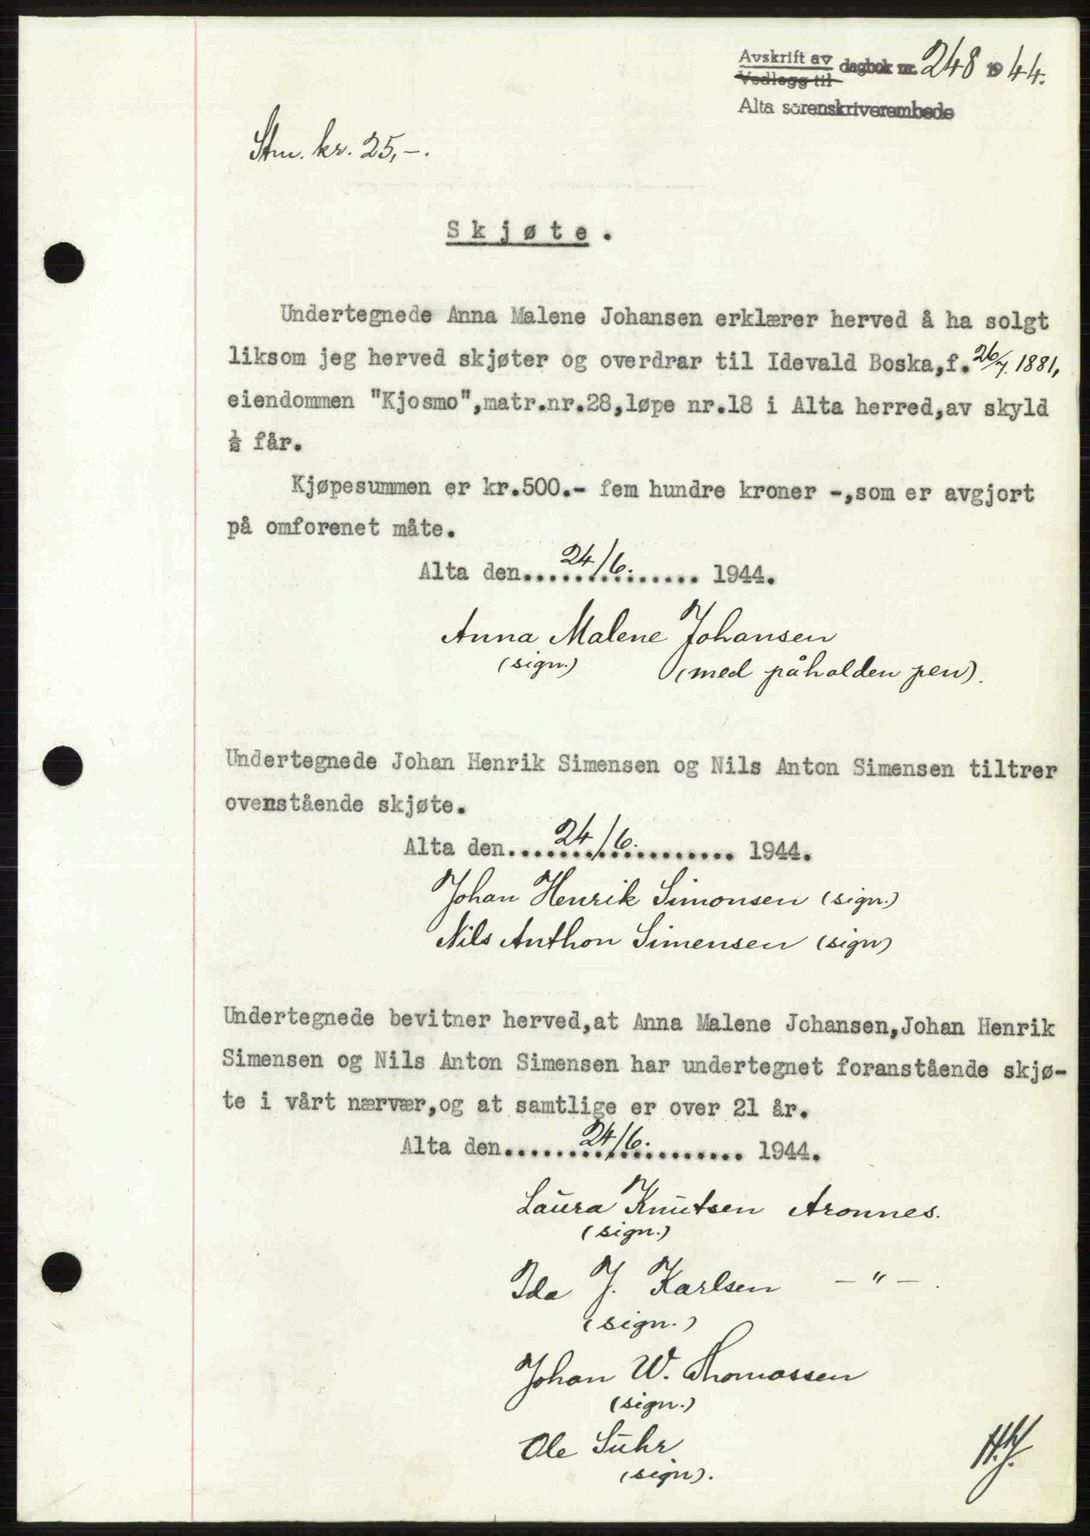 Avskrift av dagbok nr. 248 1944.
Vedlegg til
Alta sorenskriverembede
Stm. kr. 25,-.
Skjøte.
Undertegnede Anna Malene Johansen erklærer herved å ha solgt
liksom jeg herved skjøter og overdrar til Idevald Boska,f. 26/7. 1881,
eiendommen "Kjosmo",matr.nr.28,løpe nr.18 i Alta herred,av skyld
½ får.
Kjøpesummen er kr.500.- fem hundre kroner -,som er avgjort
på omforenet måte.
Alta den....24/6.... 1944.
Anna Malene Johansen
(sign.) (med påholden pen).
Undertegnede Johan Henrik Simensen og Nils Anton Simensen tiltrer
ovenstående skjøte.
Alta den....24/6.... 1944.
Johan Henrik Simonsen (sign.)
Nils Anthon Simensen (sign)
Undertegnede bevitner herved,at Anna Malene Johansen,Johan Henrik
Simensen og Nils Anton Simensen har undertegnet foranstående skjø-
te i vårt nærvær,og at samtlige er over 21 år.
Alta den....24/6.... 1944.
Laura Knutsen Aronnes.
(sign.)
Ida J. Karlsen — " — .
(sign.)
Johan W. Thomassen
(sign.)
Ole Suhr
(sign).
H.J.